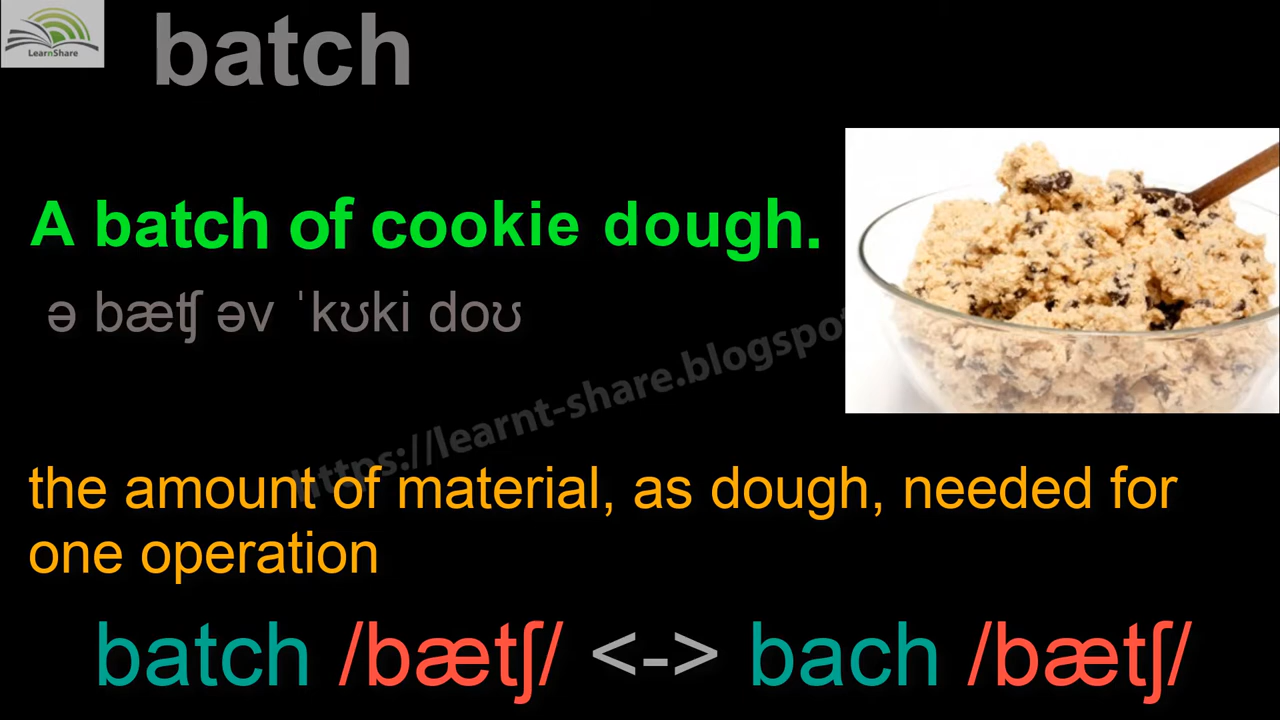 LearnShare
batch
A batch of cookie dough.
ə bæʧ əv ˈkʊki doʊ
https://learnt-share.blogspot
the amount of material, as dough, needed for
one operation
batch /bætʃ/ <-> bach /bætʃ/